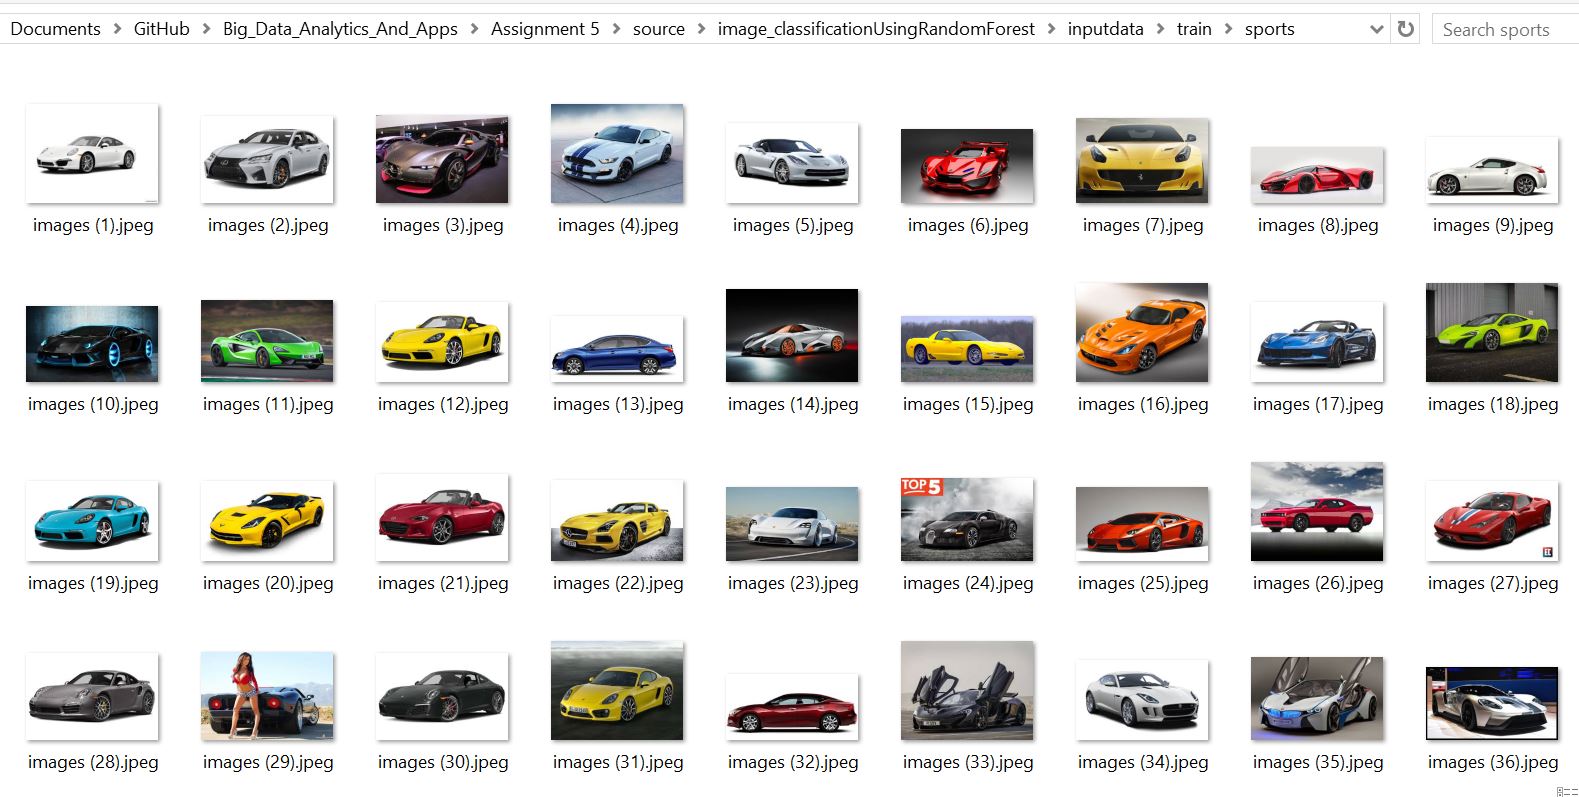 Documents > GitHub > Big_Data_Analytics_And_Apps > Assignment 5 > source > image_classificationUsingRandomForest > inputdata > train > sports Search sports
images (1).jpeg images (2).jpeg images (3).jpeg images (4).jpeg images (5).jpeg images (6).jpeg images (7).jpeg images (8).jpeg images (9).jpeg
images (10).jpeg images (11).jpeg images (12).jpeg images (13).jpeg images (14).jpeg images (15).jpeg images (16).jpeg images (17).jpeg images (18).jpeg
TOP 5
images (19).jpeg images (20).jpeg images (21).jpeg images (22).jpeg images (23).jpeg images (24).jpeg images (25).jpeg images (26).jpeg images (27).jpeg
images (28).jpeg images (29).jpeg images (30).jpeg images (31).jpeg images (32).jpeg images (33).jpeg images (34).jpeg images (35).jpeg images (36).jpeg